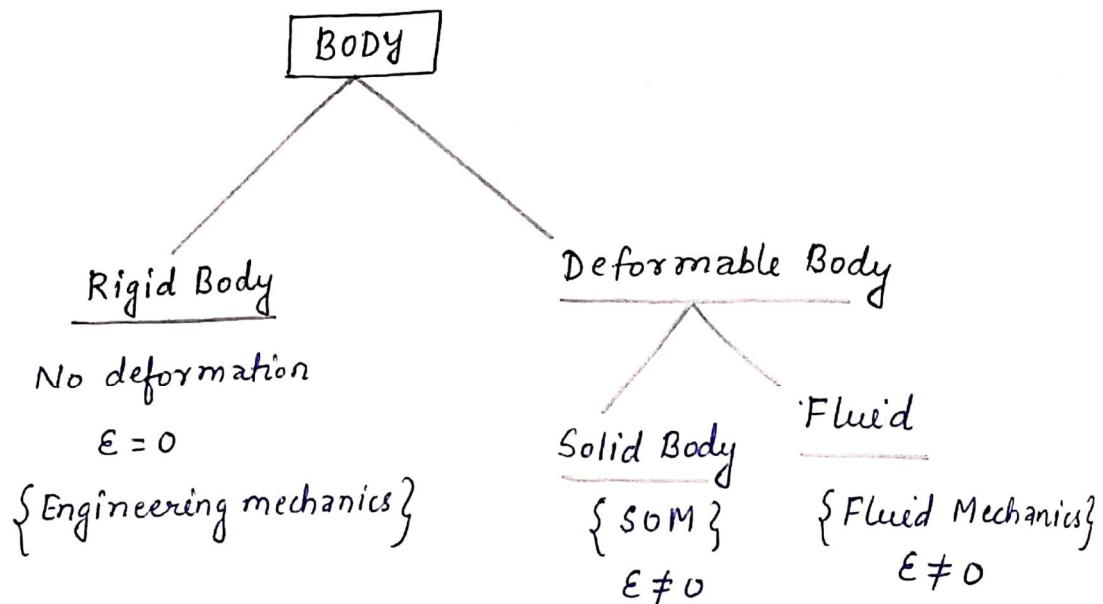 BODY
Rigid Body
No deformation
ε = 0
{Engineering mechanics}
Deformable Body
Solid Body
{SOM}
ε ≠ 0
Fluid
{Fluid Mechanics}
ε ≠ 0